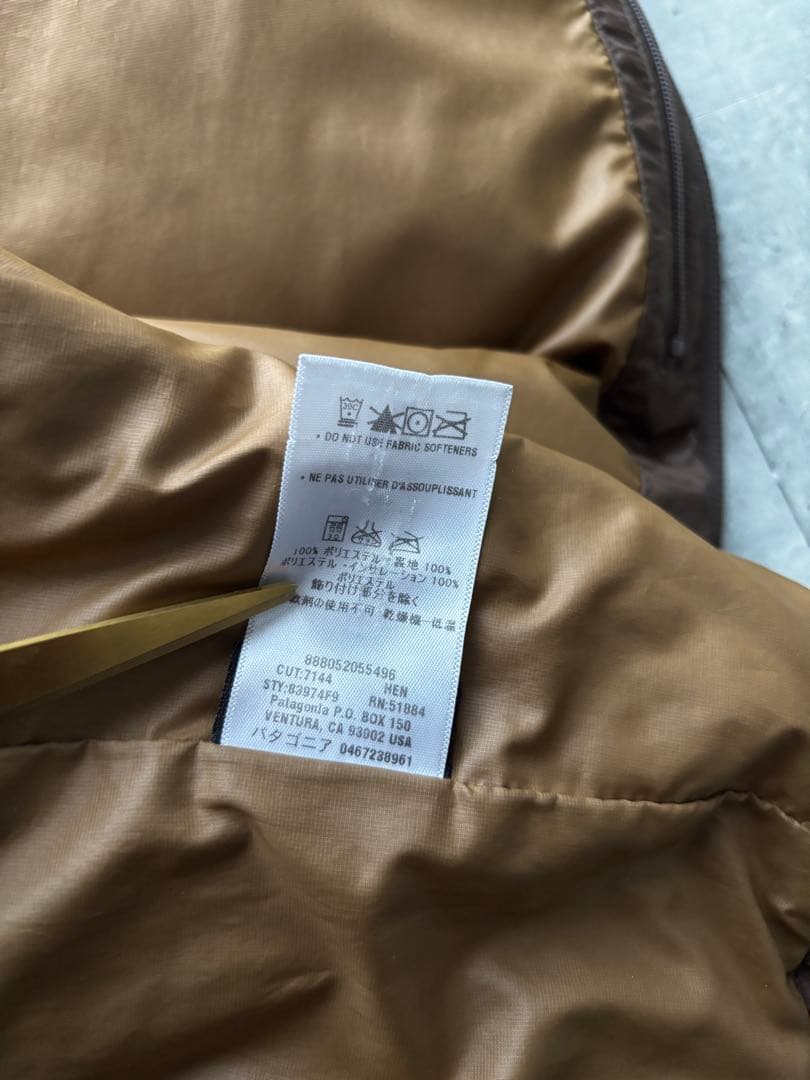 30C
• DO NOT USE FABRIC SOFTENERS
• NE PAS UTILISER D'ASSOUPLISSANT
100% ポリエステル・裏地 100%
ポリエステル・インサレーション 100%
ポリエステル
飾り付け部分を除く
軟剤の使用不可 乾燥機-低温
888052055496
CUT:7144 HEN
STY:83974F9 RN:51884
Patagonia P.O. BOX 150
VENTURA, CA 93002 USA
パタゴニア 0467238961